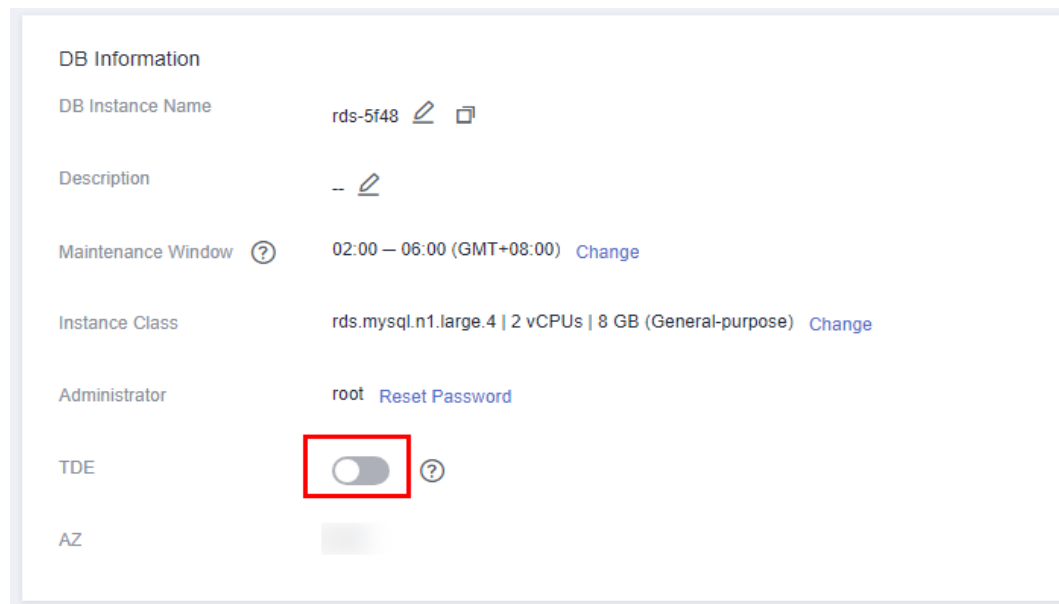 DB Information
DB Instance Name rds-5f48
Description --
Maintenance Window ? 02:00 — 06:00 (GMT+08:00) Change
Instance Class rds.mysql.n1.large.4 | 2 vCPUs | 8 GB (General-purpose) Change
Administrator root Reset Password
TDE ?
AZ